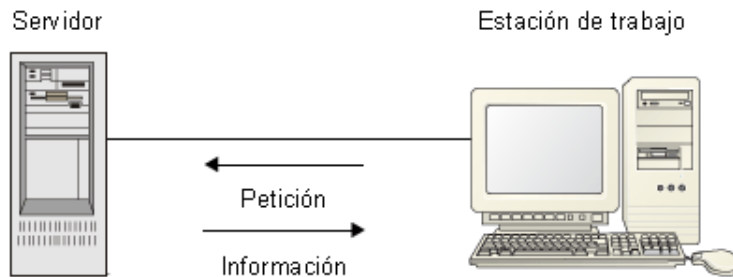 Servidor
Estación de trabajo
Petición
Información